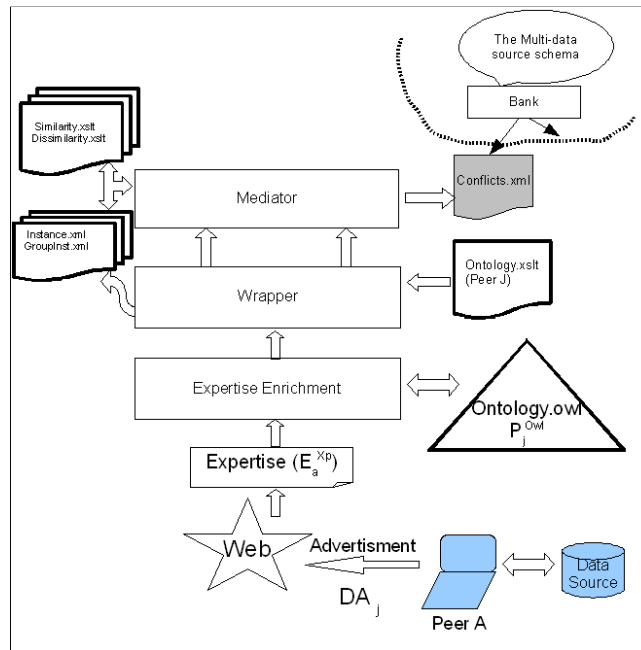 The Multi-data
source schema
Bank
Similarity.xslt
Dissimilarity.xslt
Conflicts.xml
Mediator
Instance.xml
GroupInst.xml
Ontology.xslt
(Peer J)
Wrapper
Expertise Enrichment
Ontology.owl
P j Owl
Expertise (E a Xp)
Web
Advertisment
DA j
Data
Source
Peer A